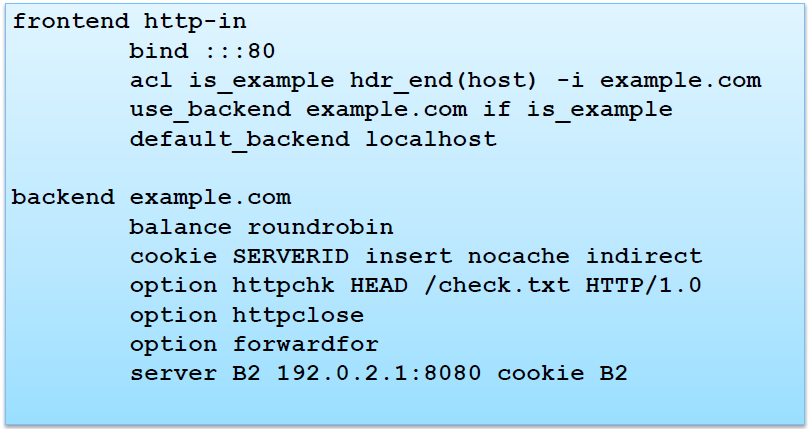 frontend http-in
bind :::80
acl is_example hdr_end(host) -i example.com
use_backend example.com if is_example
default_backend localhost
backend example.com
balance roundrobin
cookie SERVERID insert nocache indirect
option httpchk HEAD /check.txt HTTP/1.0
option httpclose
option forwardfor
server B2 192.0.2.1:8080 cookie B2